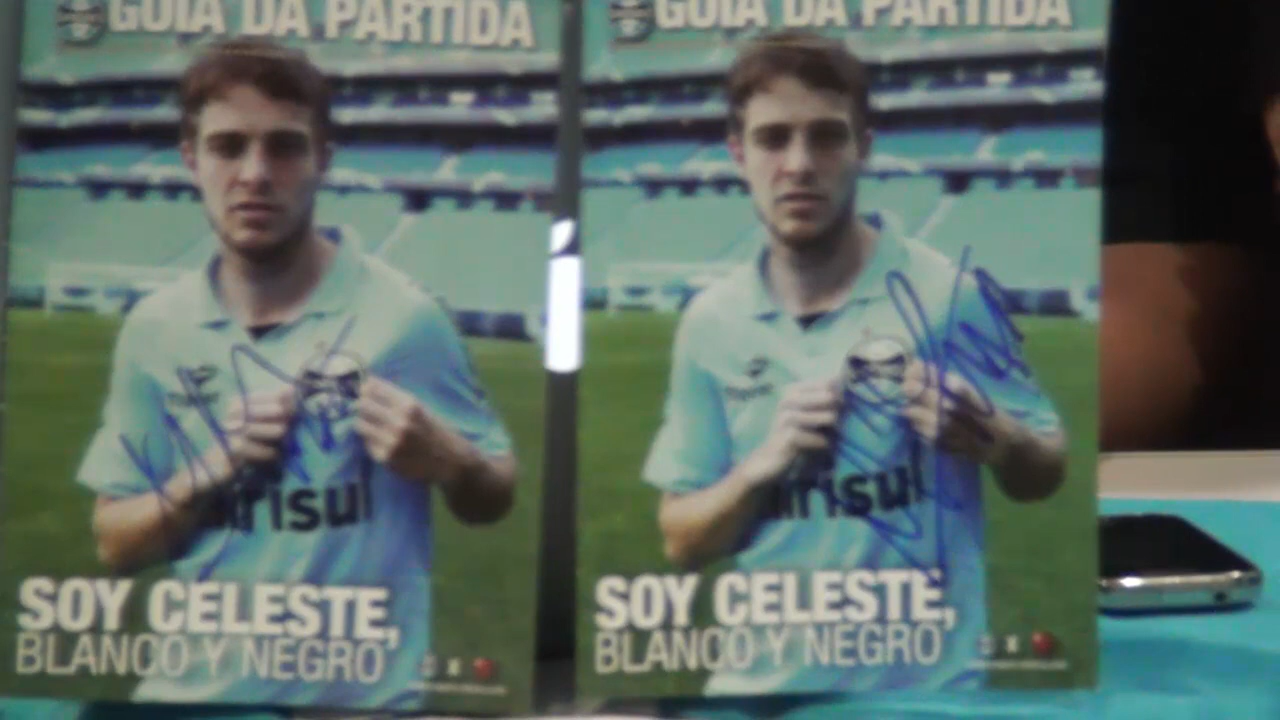 GUIA DA PARTIDA
SOY CELESTE,
BLANCO Y NEGRO
X
GUIA DA PARTIDA
SOY CELESTE,
BLANCO Y NEGRO
X